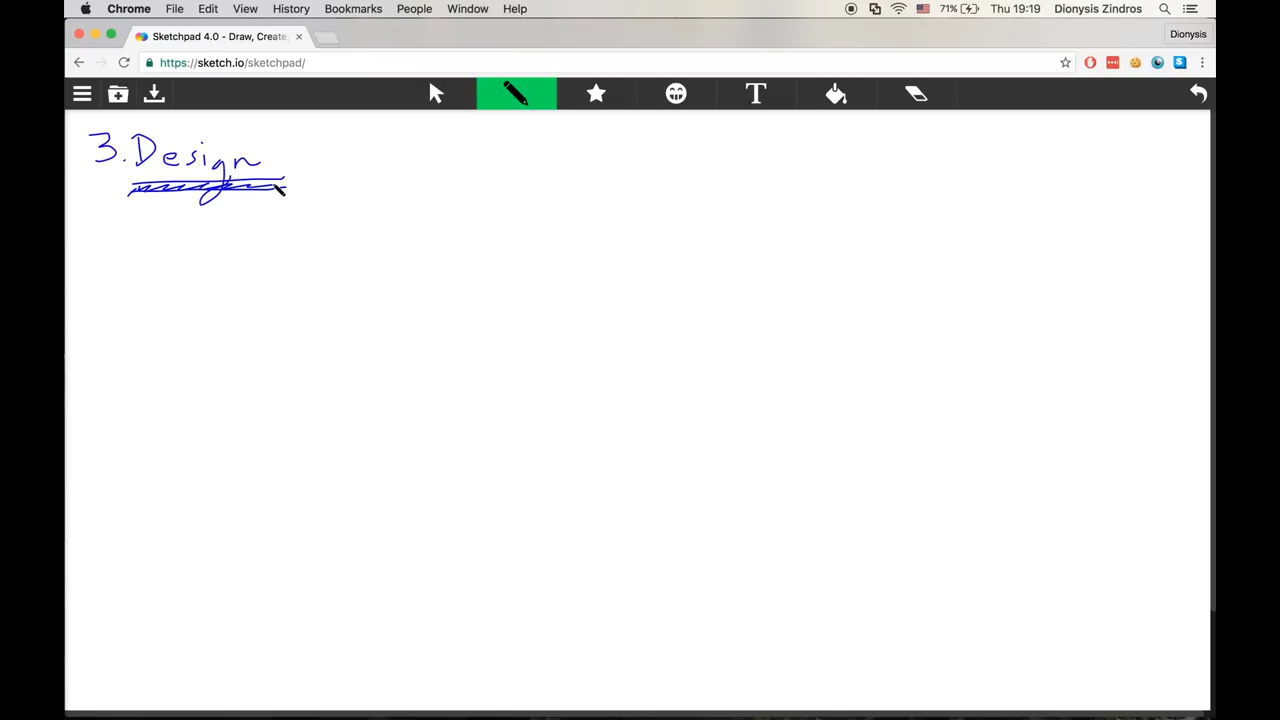 Chrome File Edit View History Bookmarks People Window Help 71% Thu 19:19 Dionysis Zindros
Sketchpad 4.0 - Draw, Create, Dionysis
https://sketch.io/sketchpad/
T
3. Design